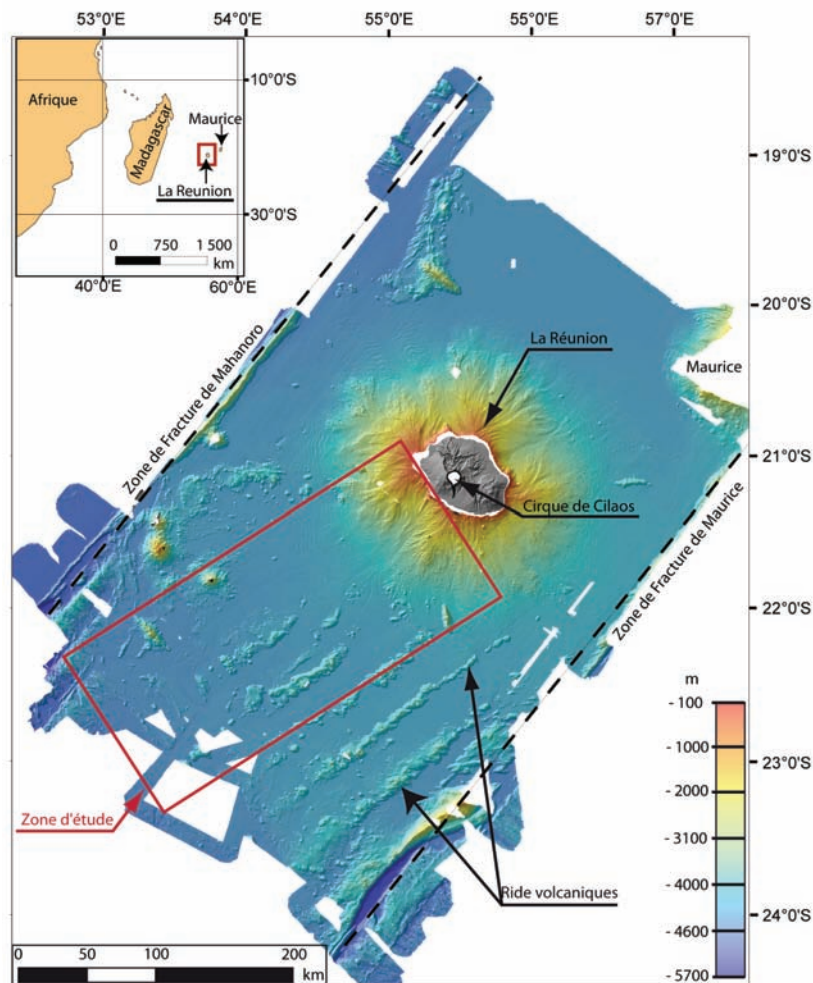 53°0'E
54°0'E
55°0'E
55°0'E
57°0'E
Afrique
Madagascar
Maurice
La Reunion
0 750 1 500
km
10°0'S
30°0'S
40°0'E
60°0'E
19°0'S
20°0'S
21°0'S
22°0'S
23°0'S
24°0'S
Zone de Fracture de Mahanoro
La Réunion
Maurice
Cirque de Cilaos
Zone de Fracture de Maurice
Zone d'étude
Ride volcaniques
m
- 100
- 1000
- 2000
- 3100
- 4000
- 4600
- 5700
0 50 100 200
km